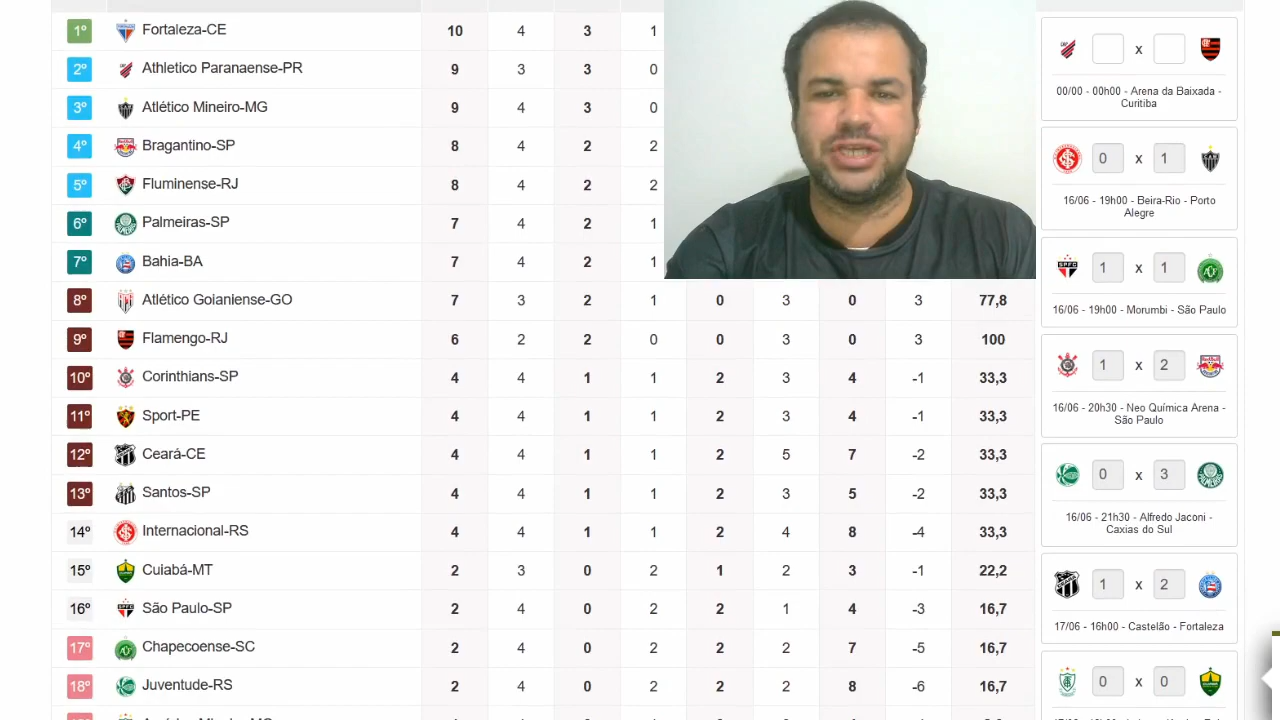 1º Fortaleza-CE 10 4 3 1
2º Athletico Paranaense-PR 9 3 3 0
3º Atlético Mineiro-MG 9 4 3 0
4º Bragantino-SP 8 4 2 2
5º Fluminense-RJ 8 4 2 2
6º Palmeiras-SP 7 4 2 1
7º Bahia-BA 7 4 2 1
8º Atlético Goianiense-GO 7 3 2 1 0 3 0 3 77,8
9º Flamengo-RJ 6 2 2 0 0 3 0 3 100
10º Corinthians-SP 4 4 1 1 2 3 4 -1 33,3
11º Sport-PE 4 4 1 1 2 3 4 -1 33,3
12º Ceará-CE 4 4 1 1 2 5 7 -2 33,3
13º Santos-SP 4 4 1 1 2 3 5 -2 33,3
14º Internacional-RS 4 4 1 1 2 4 8 -4 33,3
15º Cuiabá-MT 2 3 0 2 1 2 3 -1 22,2
16º São Paulo-SP 2 4 0 2 2 1 4 -3 16,7
17º Chapecoense-SC 2 4 0 2 2 2 7 -5 16,7
18º Juventude-RS 2 4 0 2 2 2 8 -6 16,7
x
00/00 - 00h00 - Arena da Baixada -
Curitiba
0 x 1
16/06 - 19h00 - Beira-Rio - Porto
Alegre
1 x 1
16/06 - 19h00 - Morumbi - São Paulo
1 x 2
16/06 - 20h30 - Neo Química Arena -
São Paulo
0 x 3
16/06 - 21h30 - Alfredo Jaconi -
Caxias do Sul
1 x 2
17/06 - 16h00 - Castelão - Fortaleza
0 x 0